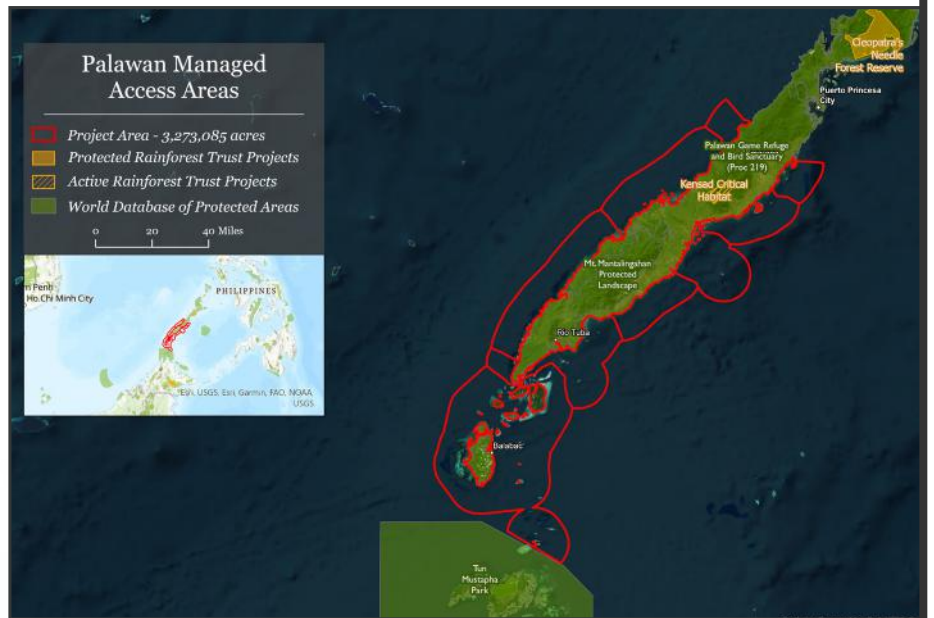 Palawan Managed
Access Areas
Project Area - 3,273,085 acres
Protected Rainforest Trust Projects
Active Rainforest Trust Projects
World Database of Protected Areas
0 20 40 Miles
PHILIPPINES
Ho Chi Minh City
Esri, USGS, Esri, Garmin, FAO, NOAA,
USGS
Cleopatra's
Needle
Forest Reserve
Puerto Princesa
City
Palawan Game Refuge
and Bird Sanctuary
(Proc 219)
Kensad Critical
Habitat
Mt. Mantalingahan
Protected
Landscape
Rio Tuba
Balabac
Tun
Mustapha
Park